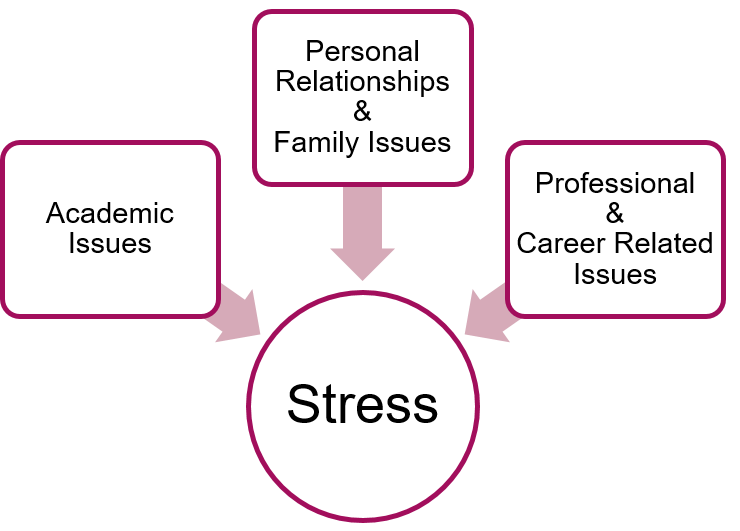 Personal
Relationships
&
Family Issues
Academic
Issues
Professional
&
Career Related
Issues
Stress